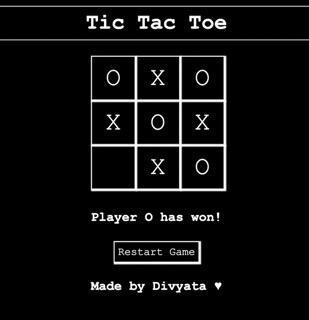 Tic Tac Toe
O X O
X O X
X O
Player O has won!
Restart Game
Made by Divyata ♥